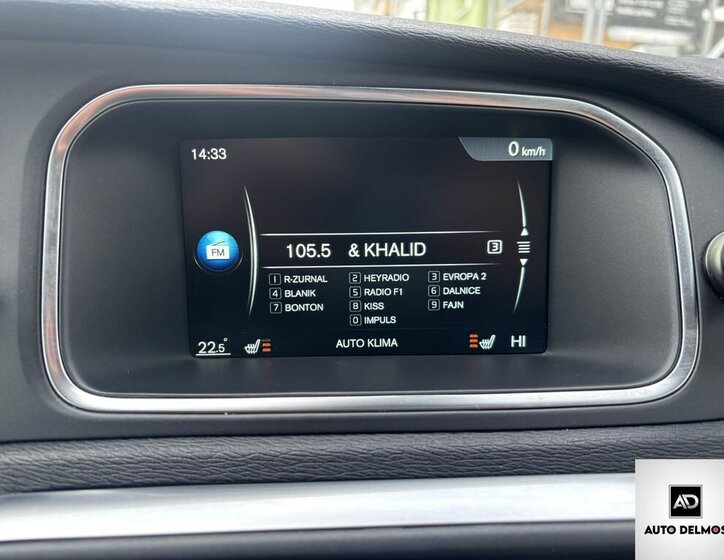 14:33
0 km/h
FM
105.5 & KHALID 3
1 R-ZURNAL 2 HEYRADIO 3 EVROPA 2
4 BLANIK 5 RADIO F1 6 DALNICE
7 BONTON 8 KISS 9 FAJN
0 IMPULS
22.5° AUTO KLIMA HI
AD
AUTO DELMOS